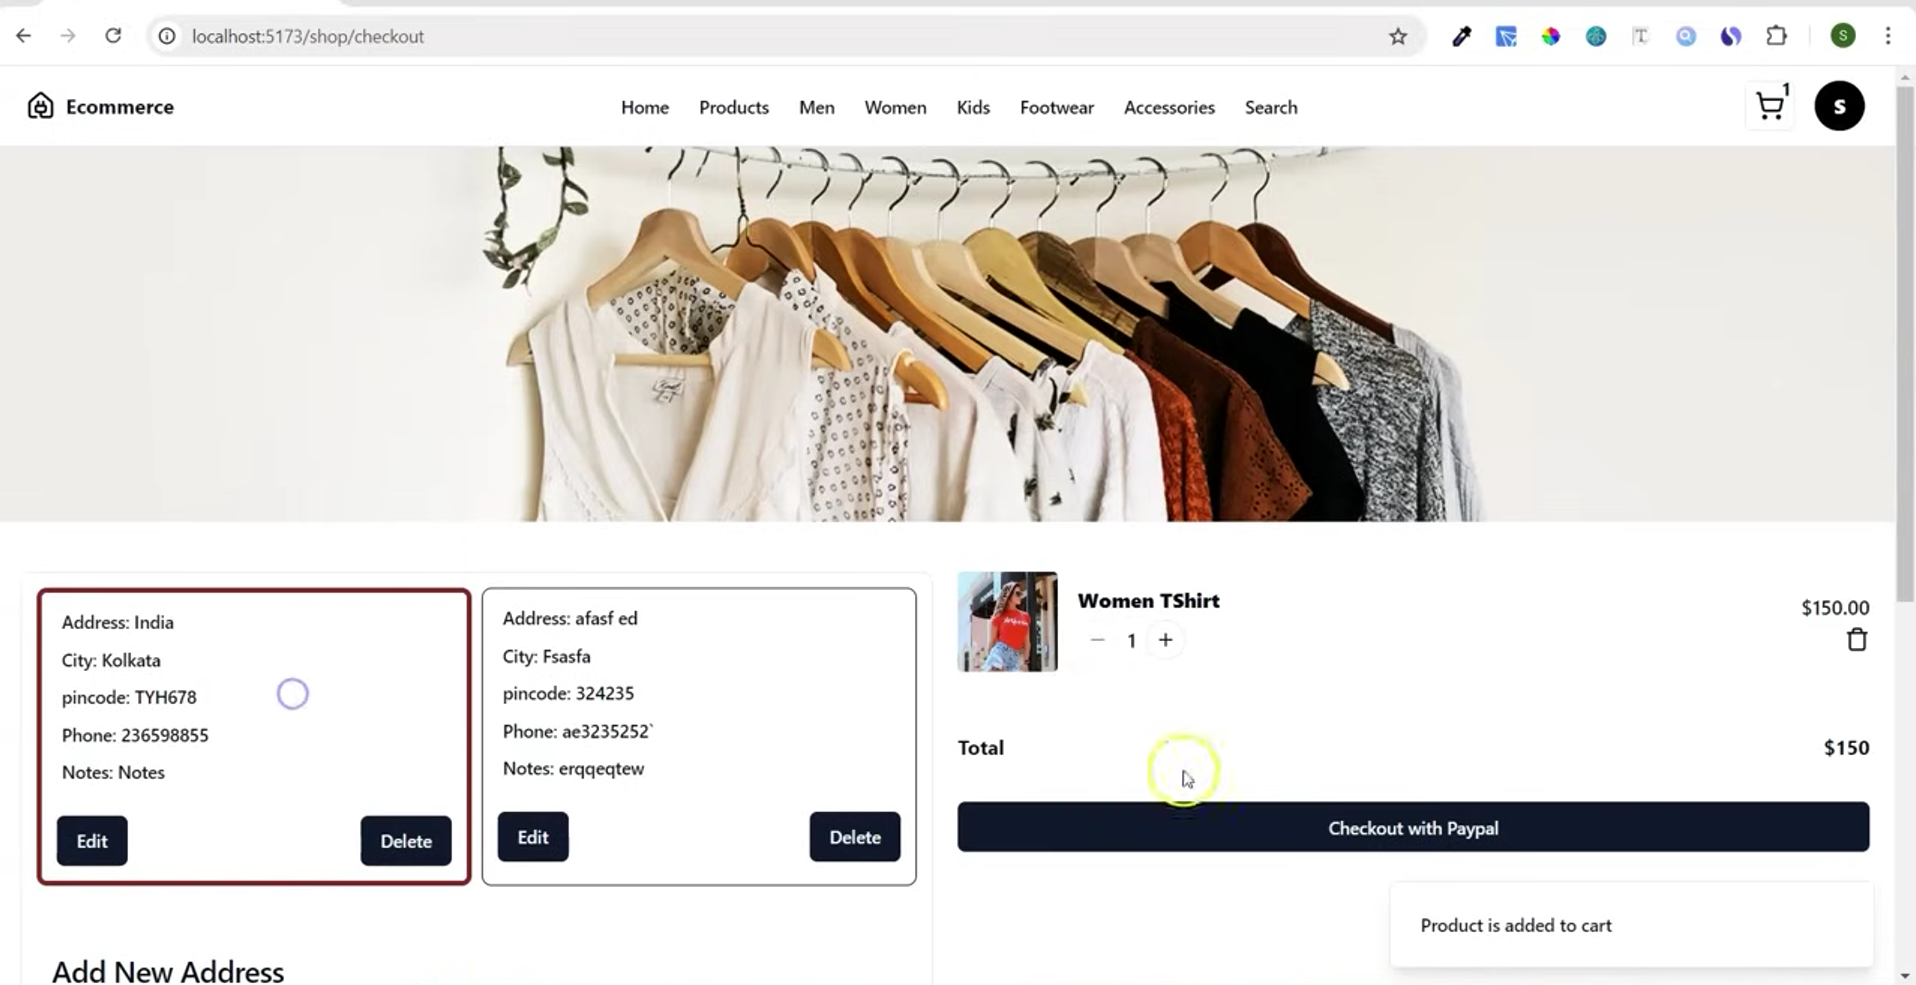 localhost:5173/shop/checkout
S
Ecommerce
Home Products Men Women Kids Footwear Accessories Search
1
S
Address: India
City: Kolkata
pincode: TYH678
Phone: 236598855
Notes: Notes
Edit Delete
Address: afasf ed
City: Fsasfa
pincode: 324235
Phone: ae3235252`
Notes: erqqeqtew
Edit Delete
Women TShirt
$150.00
− 1 +
Total $150
Checkout with Paypal
Product is added to cart
Add New Address